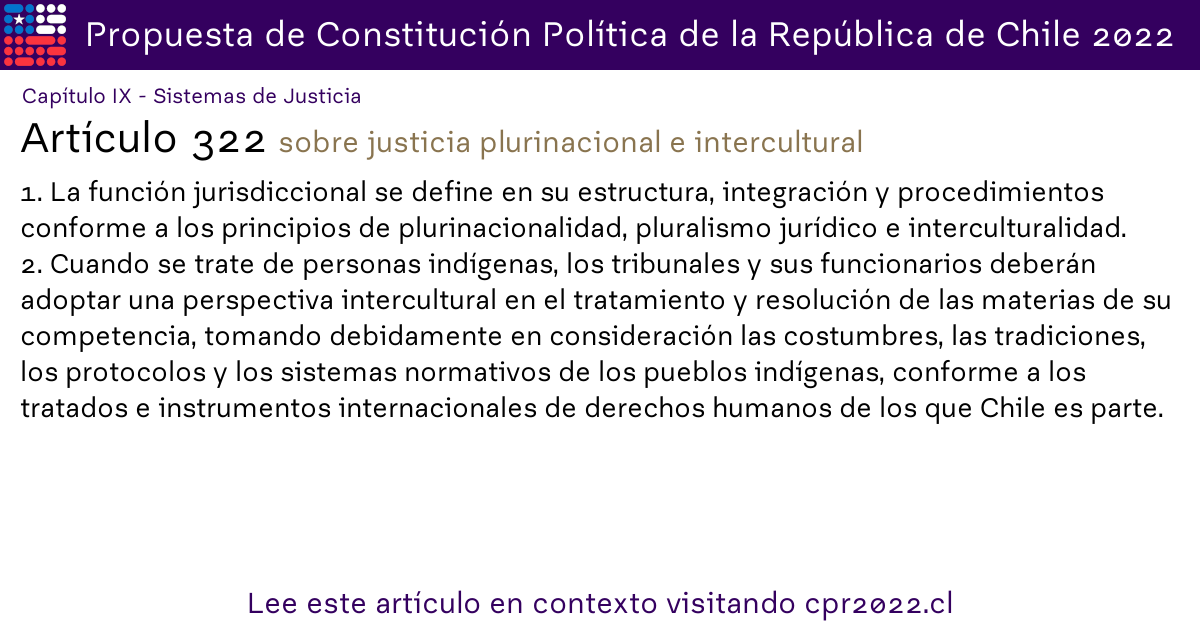 Propuesta de Constitución Política de la República de Chile 2022
Capítulo IX - Sistemas de Justicia
Artículo 322 sobre justicia plurinacional e intercultural
1. La función jurisdiccional se define en su estructura, integración y procedimientos
conforme a los principios de plurinacionalidad, pluralismo jurídico e interculturalidad.
2. Cuando se trate de personas indígenas, los tribunales y sus funcionarios deberán
adoptar una perspectiva intercultural en el tratamiento y resolución de las materias de su
competencia, tomando debidamente en consideración las costumbres, las tradiciones,
los protocolos y los sistemas normativos de los pueblos indígenas, conforme a los
tratados e instrumentos internacionales de derechos humanos de los que Chile es parte.
Lee este artículo en contexto visitando cpr2022.cl